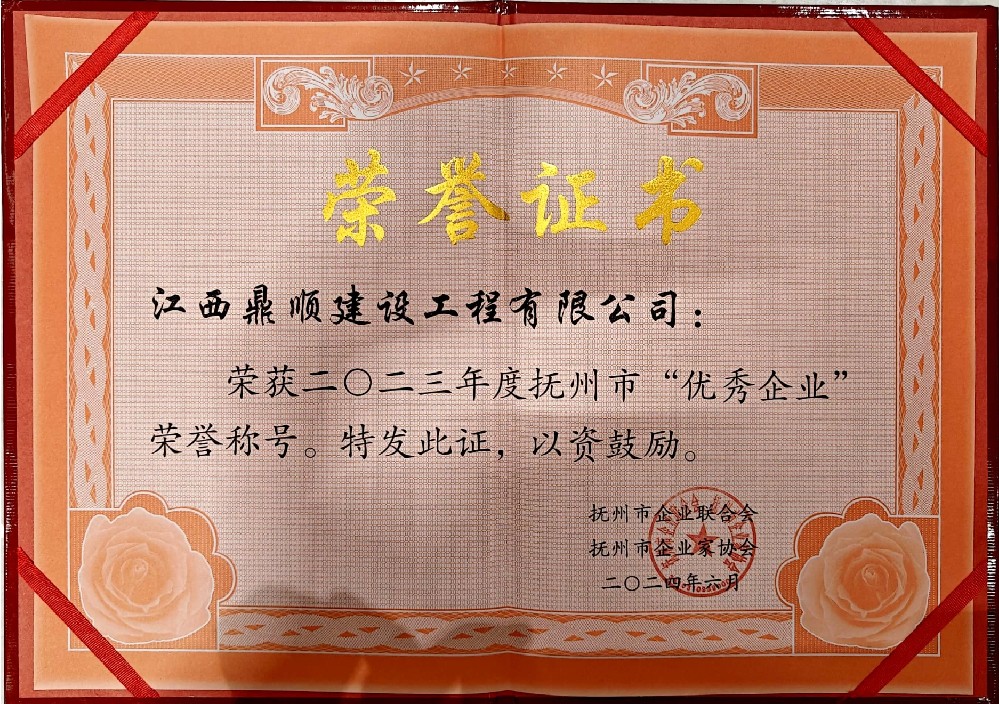 荣誉证书
江西鼎顺建设工程有限公司：
荣获二〇二三年度抚州市“优秀企业”
荣誉称号。特发此证，以资鼓励。
抚州市企业联合会
抚州市企业家协会
二〇二四年六月